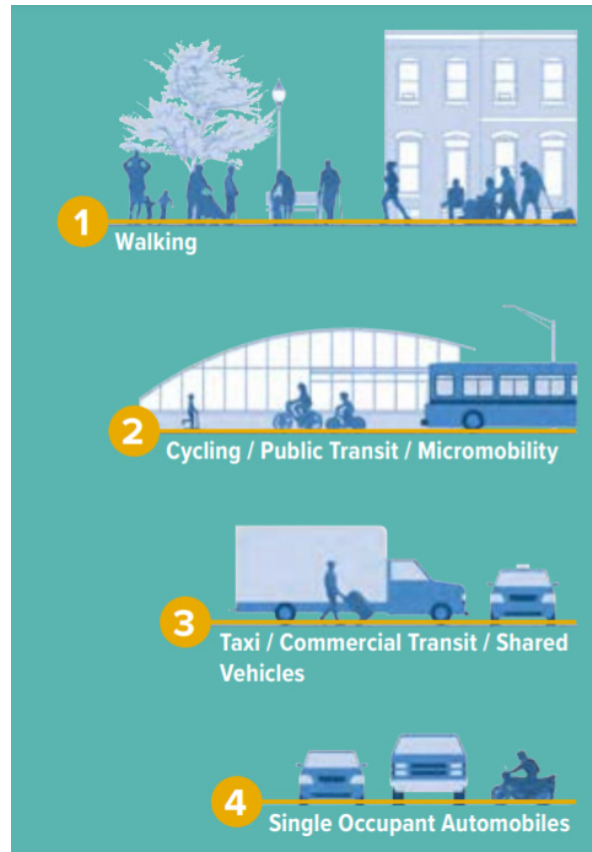 1
Walking
2
Cycling / Public Transit / Micromobility
3
Taxi / Commercial Transit / Shared
Vehicles
4
Single Occupant Automobiles